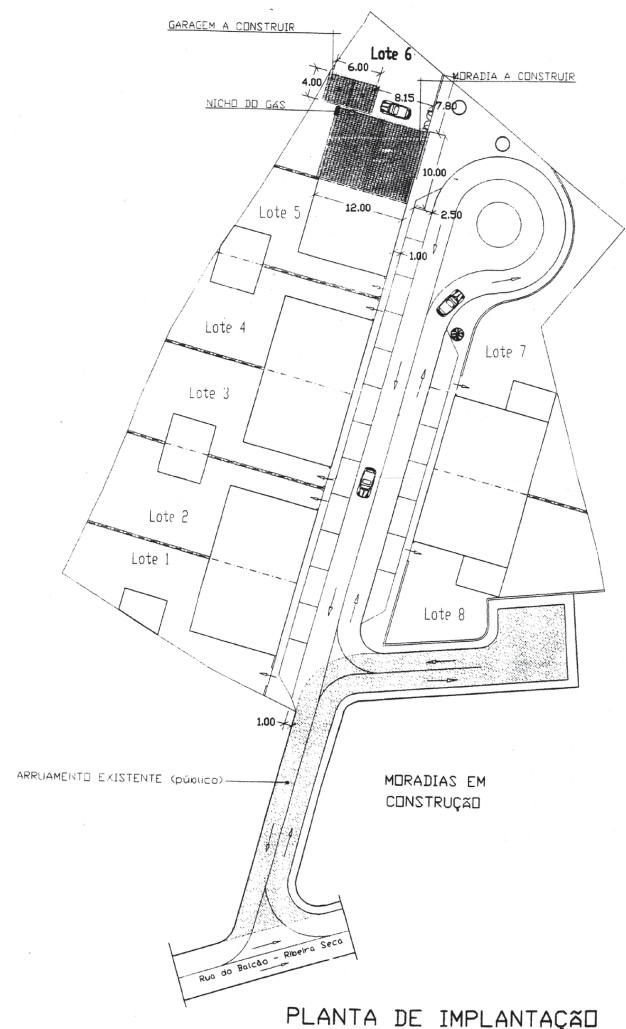 GARAGEM A CONSTRUIR
Lote 6
6.00
4.00
MORADIA A CONSTRUIR
8.15
7.80
NICHO DO GÁS
10.00
Lote 5
12.00
2.50
1.00
Lote 4
Lote 7
Lote 3
Lote 2
Lote 1
Lote 8
1.00
ARRUAMENTO EXISTENTE (público)
MORADIAS EM
CONSTRUÇÃO
Rua do Balcão - Ribeira Seca
PLANTA DE IMPLANTAÇÃO